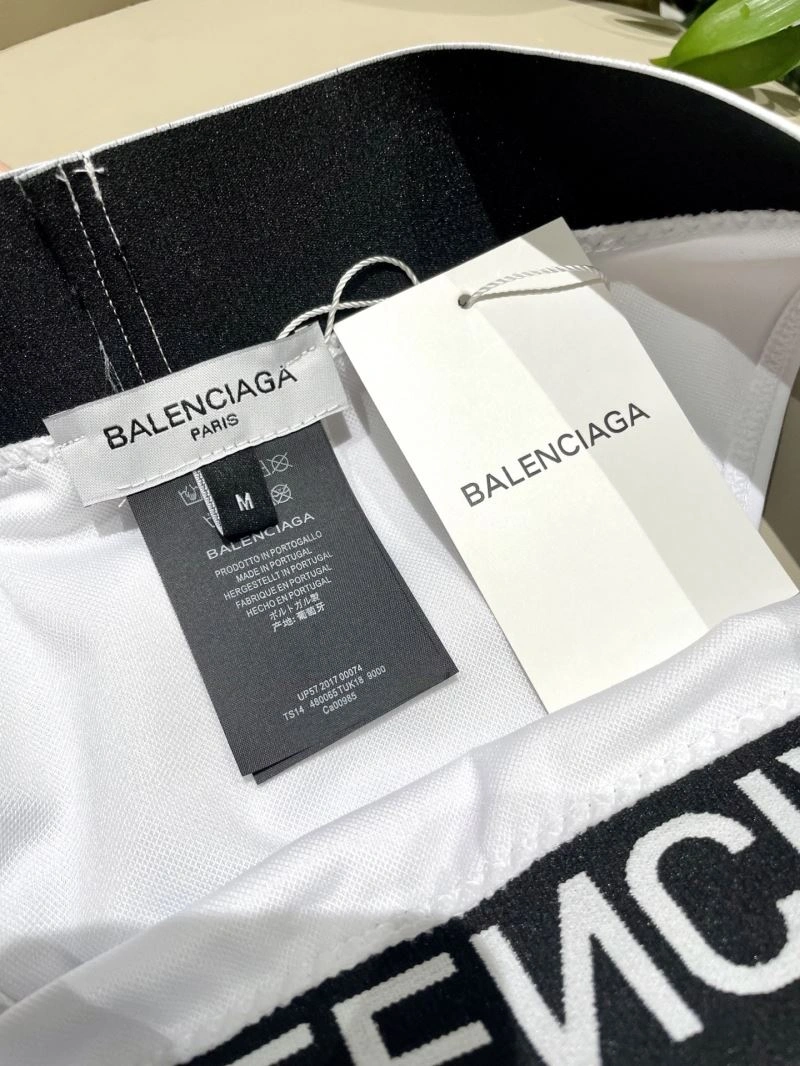 BALENCIAGA
PARIS
M
BALENCIAGA
PRODOTTO IN PORTOGALLO
MADE IN PORTUGAL
HERGESTELLT IN PORTUGAL
FABRIQUE EN PORTUGAL
HECHO EN PORTUGAL
ポルトガル製
产地:葡萄牙
UP57 2017 00074
TS14 480065TUK18 9000
Ca00985
BALENCIAGA
ENCI